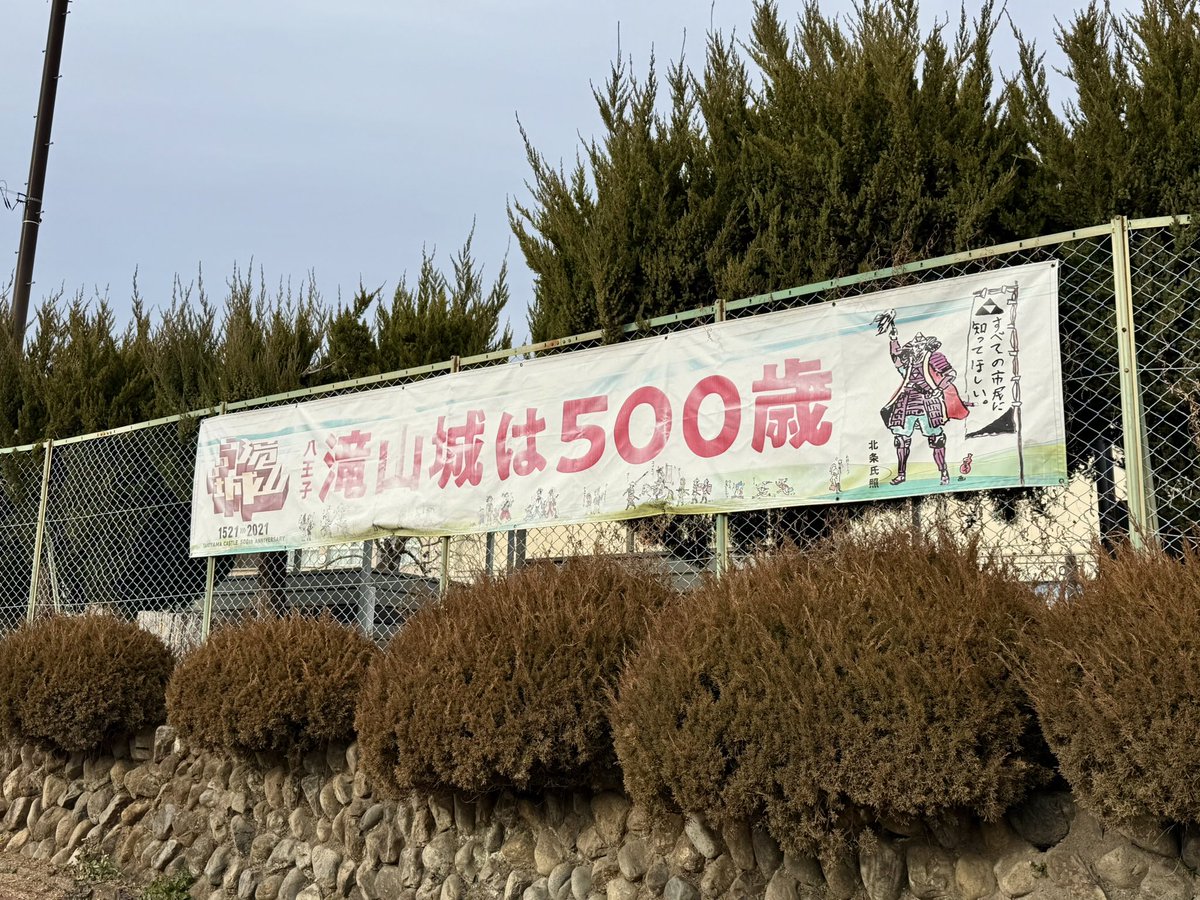 八王子
滝山城は500歳
1521-2021
TAKIYAMA CASTLE 500th ANNIVERSARY
すべての市民に
知ってほしい。
北条氏照